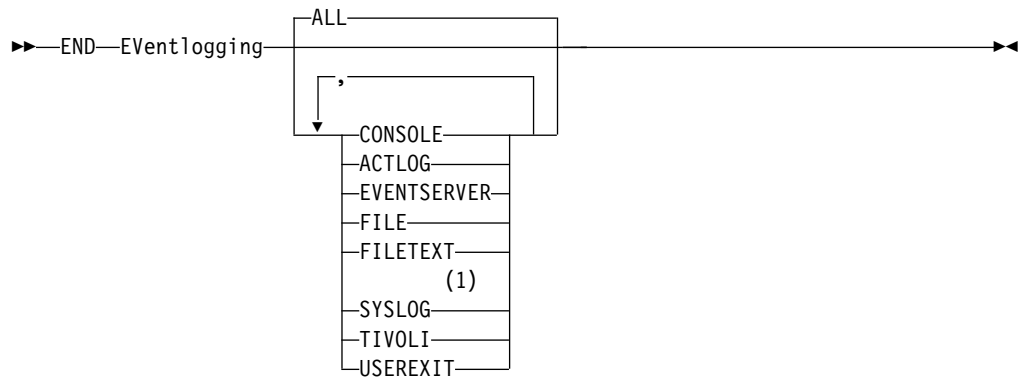 ALL
END EVentlogging
,
CONSOLE
ACTLOG
EVENTSERVER
FILE
FILETEXT
(1)
SYSLOG
TIVOLI
USEREXIT